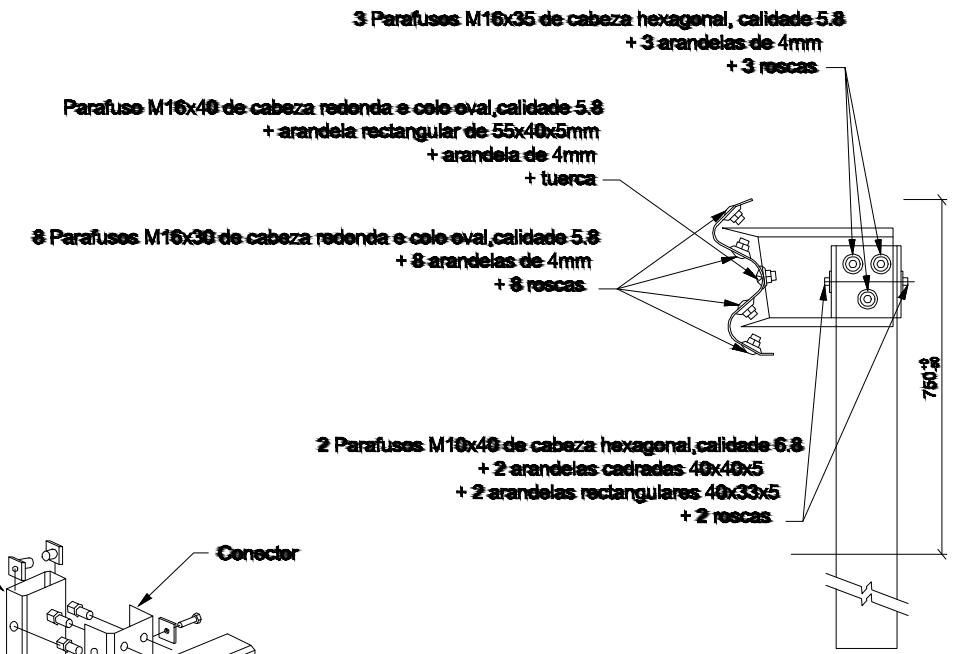 3 Parafusos M16x35 de cabeza hexagonal, calidade 5.8
+ 3 arandelas de 4mm
+ 3 roscas
Parafuso M16x40 de cabeza redonda e colo oval,calidade 5.8
+ arandela rectangular de 55x40x5mm
+ arandela de 4mm
+ tuerca
8 Parafusos M16x30 de cabeza redonda e colo oval,calidade 5.8
+ 8 arandelas de 4mm
+ 8 roscas
750 +0 -50
2 Parafusos M10x40 de cabeza hexagonal,calidade 6.8
+ 2 arandelas cadradas 40x40x5
+ 2 arandelas rectangulares 40x33x5
+ 2 roscas
Conector